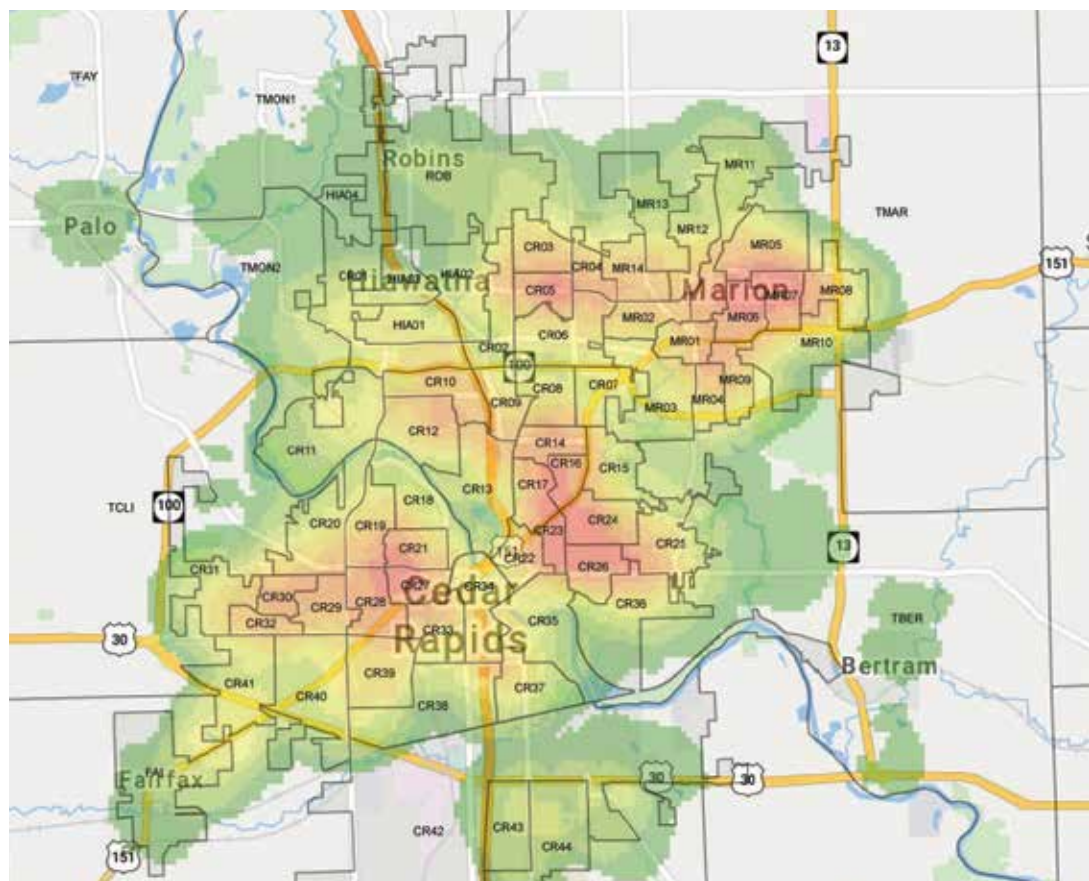 13
TFAY
TMON1
Robins
ROB
MR11
HIA04
MR13
TMAR
Palo
MR12
CR03
MR05
151
TMON2
CR01
HIA03
HIA02
Hiawatha
CR04
MR14
CR05
Marion
MR07
MR08
HIA01
MR02
MR06
CR06
MR01
MR10
CR02
100
CR10
CR08
CR07
MR09
CR09
MR04
MR03
CR12
CR11
CR14
CR16
CR15
CR17
CR13
CR18
TCLI
100
CR20
CR19
CR24
CR23
CR21
151
CR22
CR25
13
CR31
CR26
CR27
CR34
CR30
CR28
CR29
Cedar
CR36
CR32
CR35
TBER
CR33
Rapids
30
Bertram
CR39
CR41
CR37
CR40
CR38
FAI
Fairfax
30
30
CR42
CR43
CR44
151